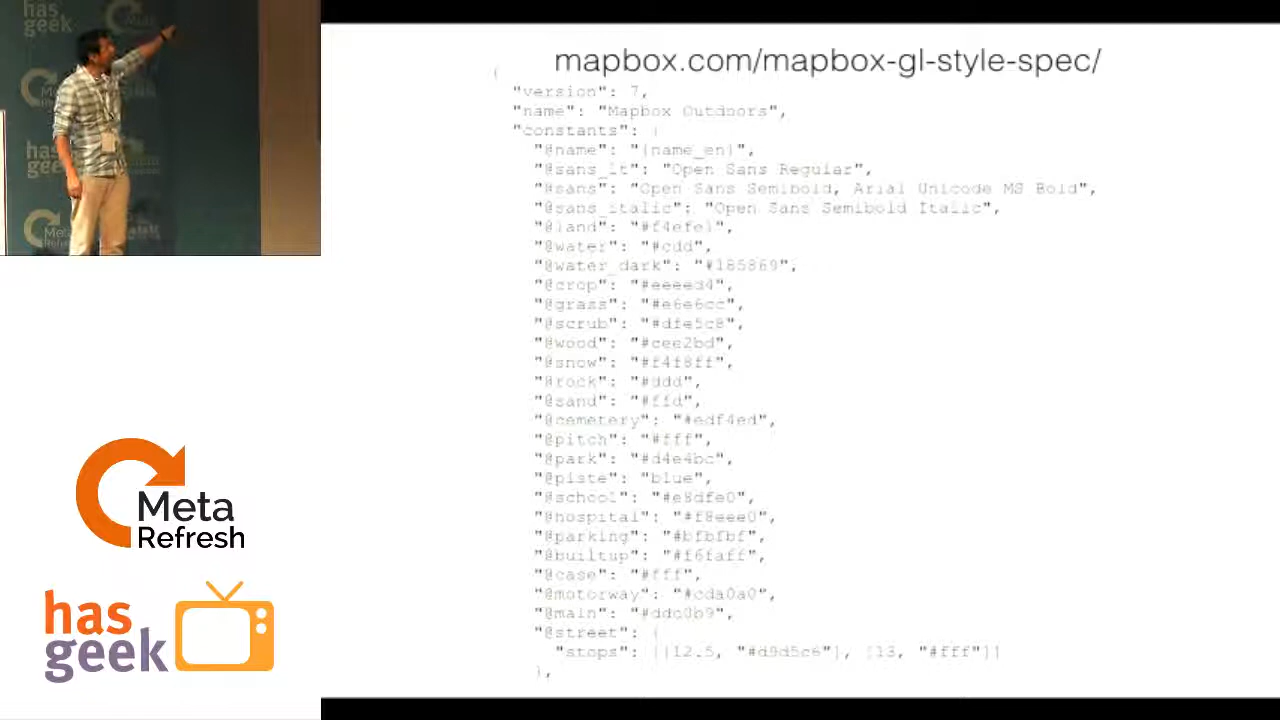 has
geek
mapbox.com/mapbox-gl-style-spec/
{
"version": 7,
"name": "Mapbox Outdoors",
"constants": {
"@name": "{name_en}",
"@sans_lt": "Open Sans Regular",
"@sans": "Open Sans Semibold, Arial Unicode MS Bold",
"@sans_italic": "Open Sans Semibold Italic",
"@land": "#f4efe1",
"@water": "#cdd",
"@water_dark": "#185869",
"@crop": "#eeeed4",
"@grass": "#e6e6cc",
"@scrub": "#dfe5c8",
"@wood": "#cee2bd",
"@snow": "#f4f8ff",
"@rock": "#ddd",
"@sand": "#ffd",
"@cemetery": "#edf4ed",
"@pitch": "#fff",
"@park": "#d4e4bc",
"@piste": "blue",
"@school": "#e8dfe0",
"@hospital": "#f8eee0",
"@parking": "#bfbfbf",
"@builtup": "#f6faff",
"@case": "#fff",
"@motorway": "#cda0a0",
"@main": "#ddc0b9",
"@street": {
"stops": [[12.5, "#d9d5c6"], [13, "#fff"]]
},
Meta
Refresh
has
geek